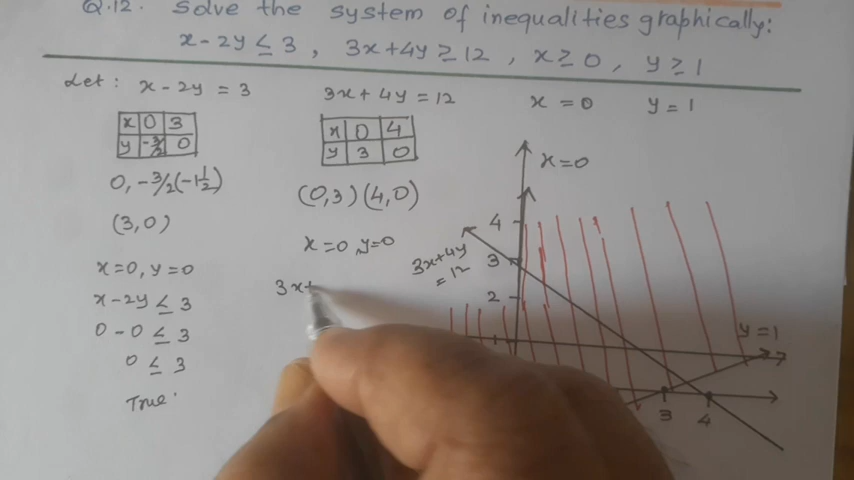 Q.12. Solve the system of inequalities graphically:
x - 2y ≤ 3 , 3x + 4y ≥ 12 , x ≥ 0 , y ≥ 1
Let : x - 2y = 3
x 0 3
y -3/2 0
0, -3/2 (-1 1/2)
(3,0)
x=0, y=0
x - 2y ≤ 3
0 - 0 ≤ 3
0 ≤ 3
True.
3x + 4y = 12
x 0 4
y 3 0
(0,3) (4,0)
x=0 ,y=0
3x+
x = 0
y = 1
x=0
4
3x+4y
= 12
3
2
1
y=1
3
4